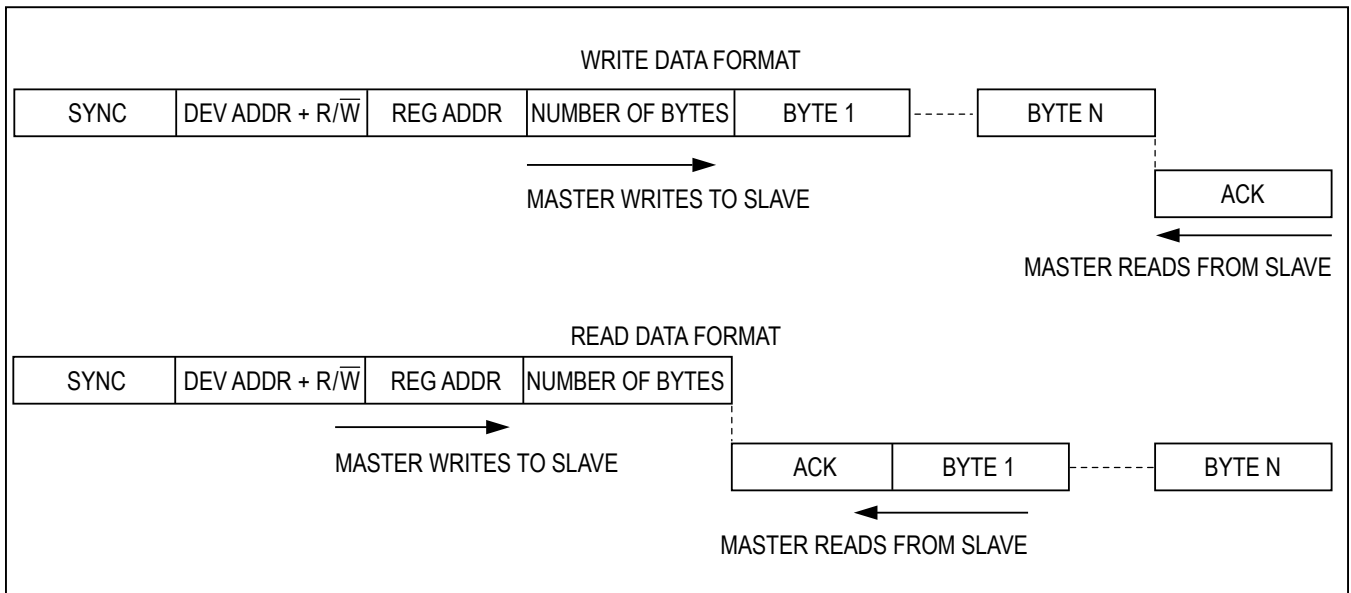 WRITE DATA FORMAT
SYNC DEV ADDR + R/W̅ REG ADDR NUMBER OF BYTES BYTE 1 BYTE N
MASTER WRITES TO SLAVE
ACK
MASTER READS FROM SLAVE
READ DATA FORMAT
SYNC DEV ADDR + R/W̅ REG ADDR NUMBER OF BYTES
MASTER WRITES TO SLAVE
ACK BYTE 1 BYTE N
MASTER READS FROM SLAVE